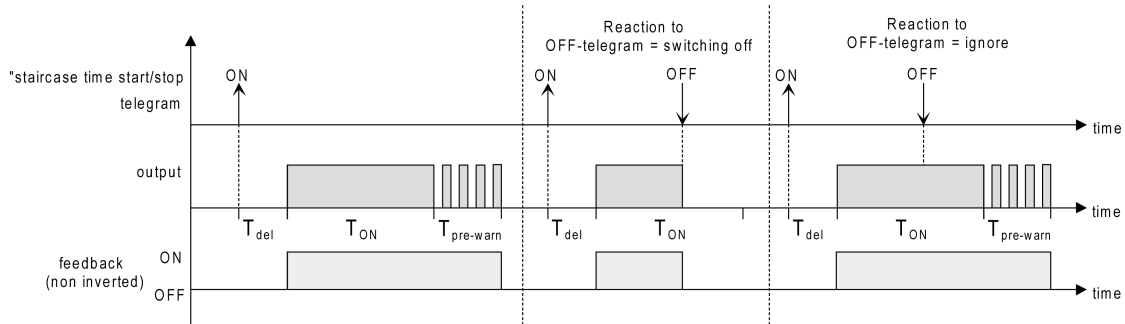 Reaction to
OFF-telegram = switching off
Reaction to
OFF-telegram = ignore
"staircase time start/stop
telegram
ON
ON
OFF
ON
OFF
time
output
time
T del
T ON
T pre-warn
T del
T ON
T del
T ON
T pre-warn
feedback
(non inverted)
ON
OFF
time